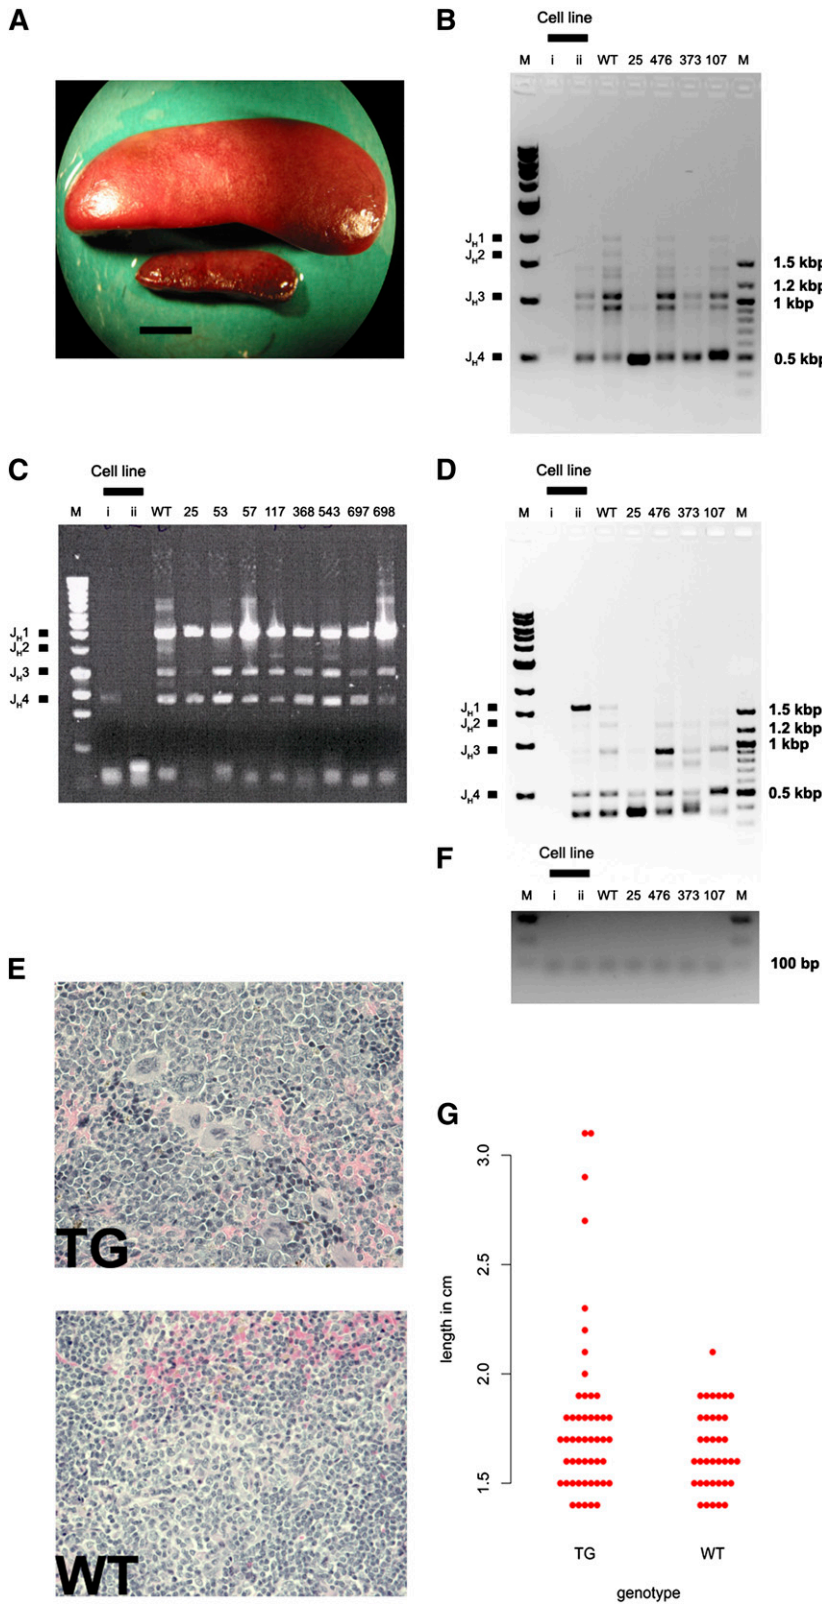 A
B
Cell line
M i ii WT 25 476 373 107 M
JH1
JH2
JH3
JH4
1.5 kbp
1.2 kbp
1 kbp
0.5 kbp
C
Cell line
M i ii WT 25 53 57 117 368 543 697 698
JH1
JH2
JH3
JH4
D
Cell line
M i ii WT 25 476 373 107 M
JH1
JH2
JH3
JH4
1.5 kbp
1.2 kbp
1 kbp
0.5 kbp
F
Cell line
M i ii WT 25 476 373 107 M
100 bp
E
TG
WT
G
3.0
2.5
2.0
1.5
length in cm
TG WT
genotype